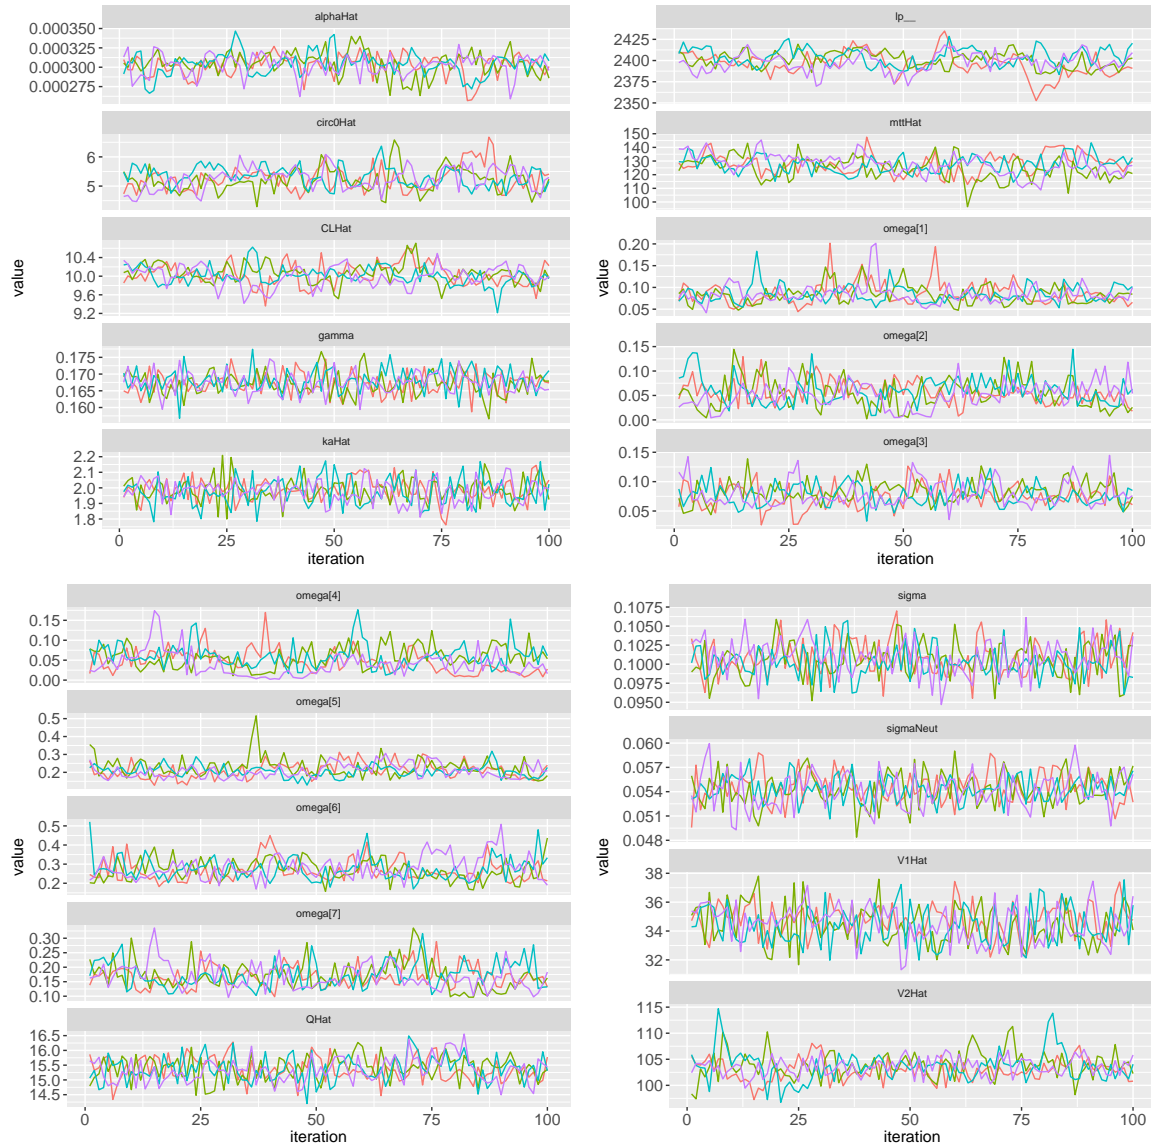 alphaHat
0.000350
0.000325
0.000300
0.000275
circ0Hat
6
5
CLHat
10.4
10.0
9.6
9.2
gamma
0.175
0.170
0.165
0.160
kaHat
2.2
2.1
2.0
1.9
1.8
0 25 50 75 100
iteration
value
lp__
2425
2400
2375
2350
mttHat
150
140
130
120
110
100
omega[1]
0.20
0.15
0.10
0.05
omega[2]
0.15
0.10
0.05
0.00
omega[3]
0.15
0.10
0.05
0 25 50 75 100
iteration
value
omega[4]
0.15
0.10
0.05
0.00
omega[5]
0.5
0.4
0.3
0.2
omega[6]
0.5
0.4
0.3
0.2
omega[7]
0.30
0.25
0.20
0.15
0.10
QHat
16.5
16.0
15.5
15.0
14.5
0 25 50 75 100
iteration
value
sigma
0.1075
0.1050
0.1025
0.1000
0.0975
0.0950
sigmaNeut
0.060
0.057
0.054
0.051
0.048
V1Hat
38
36
34
32
V2Hat
115
110
105
100
0 25 50 75 100
iteration
value